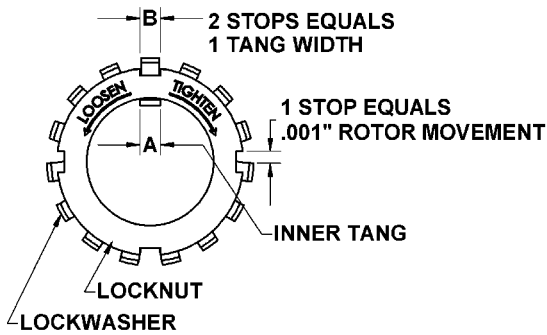 B
2 STOPS EQUALS
1 TANG WIDTH
LOOSEN
TIGHTEN
1 STOP EQUALS
.001" ROTOR MOVEMENT
A
INNER TANG
LOCKNUT
LOCKWASHER